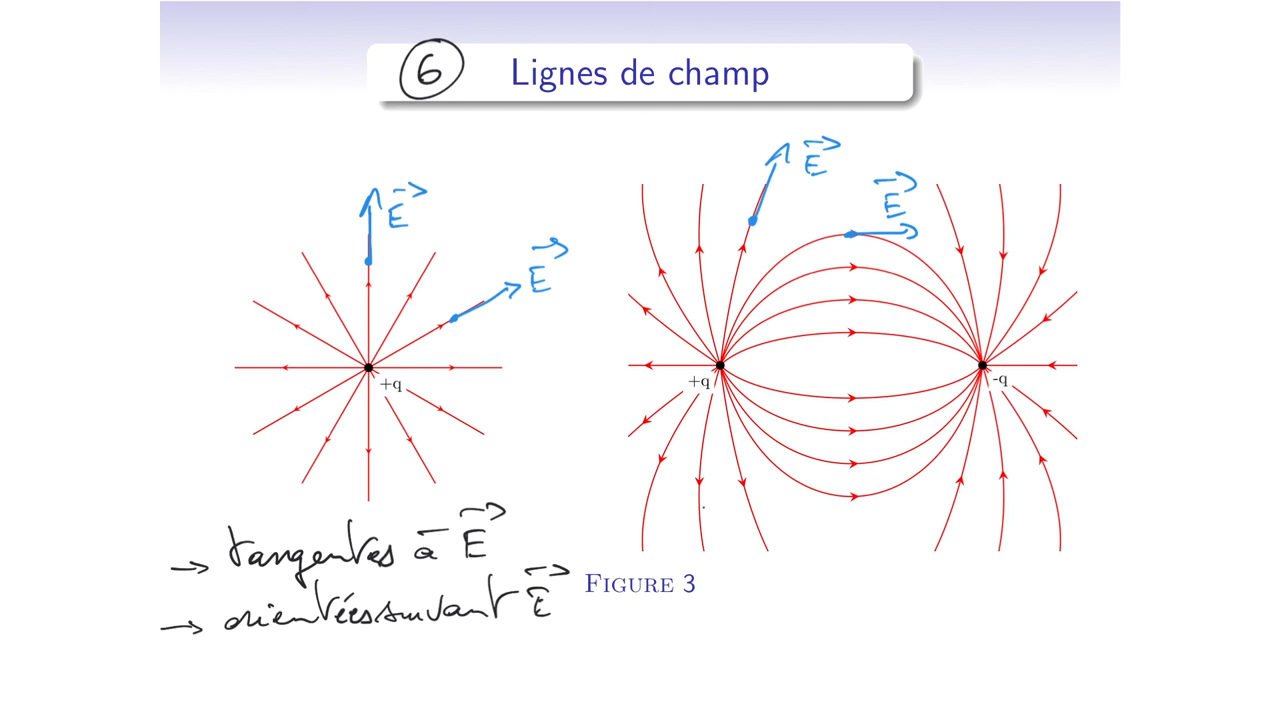 6 Lignes de champ
E
E
E
E
+q
+q
-q
→ tangentes à E
→ orientées suivant E
FIGURE 3